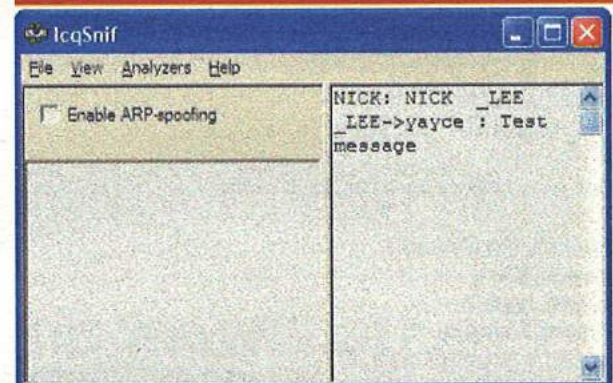 IcqSnif
File View Analyzers Help
Enable ARP-spoofing
NICK: NICK _LEE
_LEE->yayce : Test
message